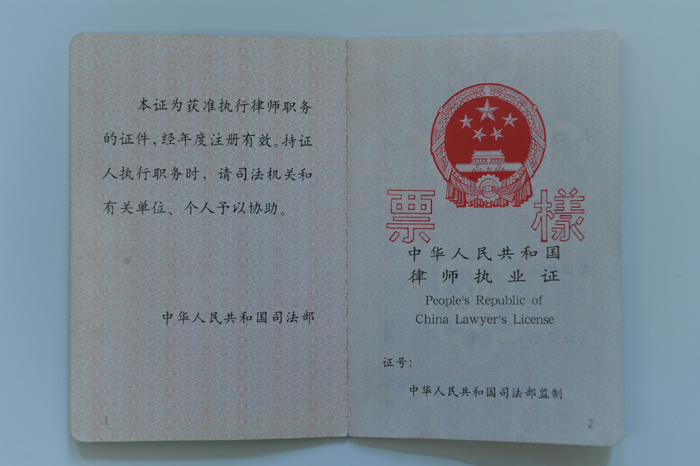 本证为获准执行律师职务
的证件，经年度注册有效。持证
人执行职务时，请司法机关和
有关单位、个人予以协助。
中华人民共和国司法部
1
票樣
中华人民共和国
律师执业证
People's Republic of
China Lawyer's License
证号：
中华人民共和国司法部监制
2